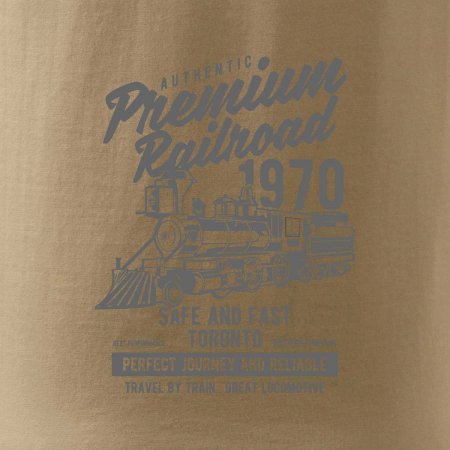 AUTHENTIC
Premium
Railroad
1970
SAFE AND FAST
TORONTO
PERFECT JOURNEY AND RELIABLE
TRAVEL BY TRAIN. GREAT LOCOMOTIVE